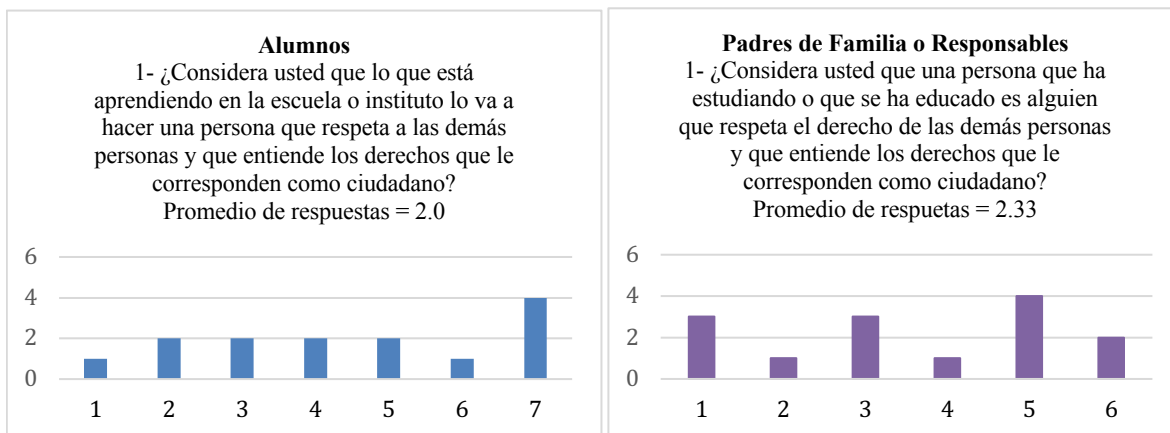 Alumnos
1- ¿Considera usted que lo que está
aprendiendo en la escuela o instituto lo va a
hacer una persona que respeta a las demás
personas y que entiende los derechos que le
corresponden como ciudadano?
Promedio de respuestas = 2.0
6
4
2
0
1 2 3 4 5 6 7
Padres de Familia o Responsables
1- ¿Considera usted que una persona que ha
estudiando o que se ha educado es alguien
que respeta el derecho de las demás personas
y que entiende los derechos que le
corresponden como ciudadano?
Promedio de respuetas = 2.33
6
4
2
0
1 2 3 4 5 6